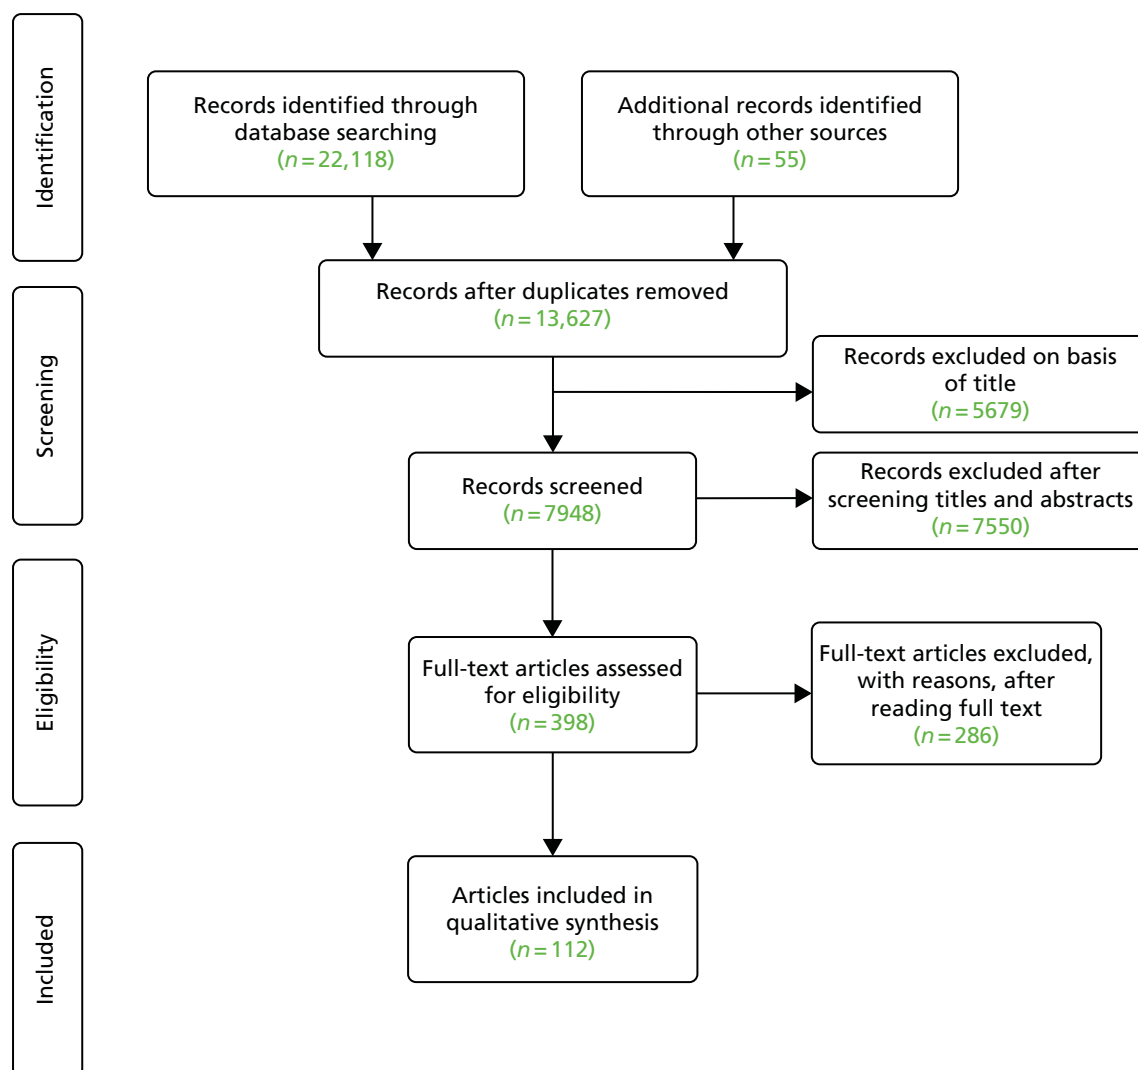 Identification
Records identified through
database searching
(n=22,118)
Additional records identified
through other sources
(n=55)
Records after duplicates removed
(n=13,627)
Screening
Records excluded on basis
of title
(n=5679)
Records screened
(n=7948)
Records excluded after
screening titles and abstracts
(n=7550)
Eligibility
Full-text articles assessed
for eligibility
(n=398)
Full-text articles excluded,
with reasons, after
reading full text
(n=286)
Included
Articles included in
qualitative synthesis
(n=112)